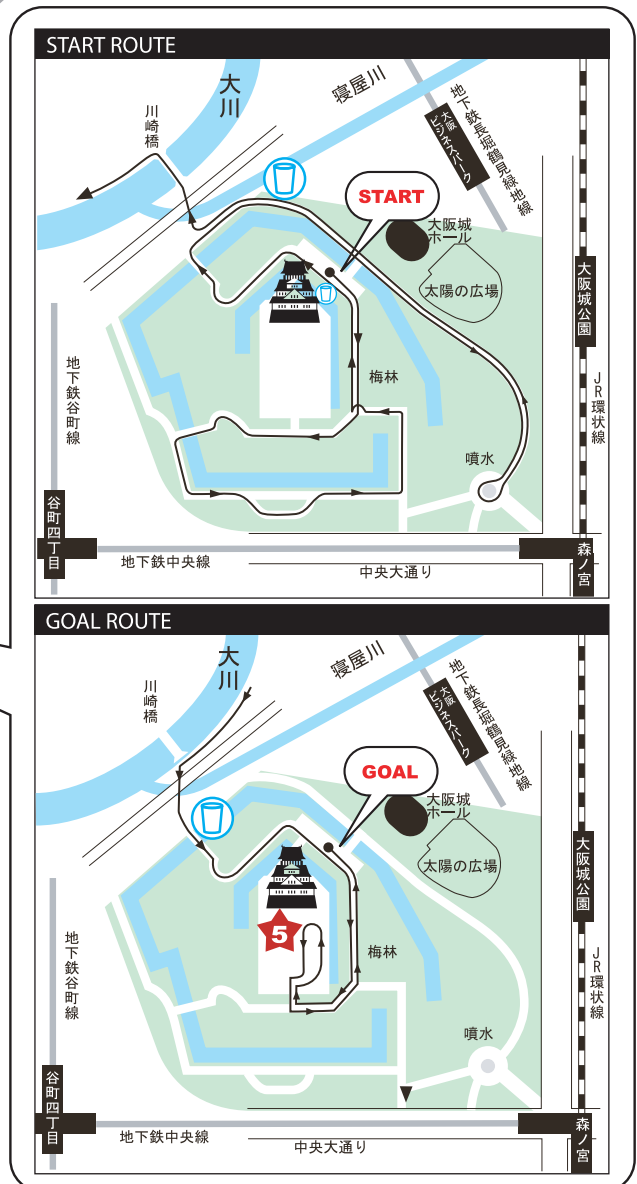 START ROUTE
大川
寝屋川
川崎橋
地下鉄長堀鶴見緑地線
大阪
ビジネスパーク
START
大阪城
ホール
太陽の広場
大阪城公園
梅林
JR環状線
地下鉄谷町線
噴水
谷町四丁目
森ノ宮
地下鉄中央線
中央大通り
GOAL ROUTE
大川
寝屋川
川崎橋
地下鉄長堀鶴見緑地線
大阪
ビジネスパーク
GOAL
大阪城
ホール
太陽の広場
大阪城公園
5
梅林
JR環状線
地下鉄谷町線
噴水
谷町四丁目
森ノ宮
地下鉄中央線
中央大通り